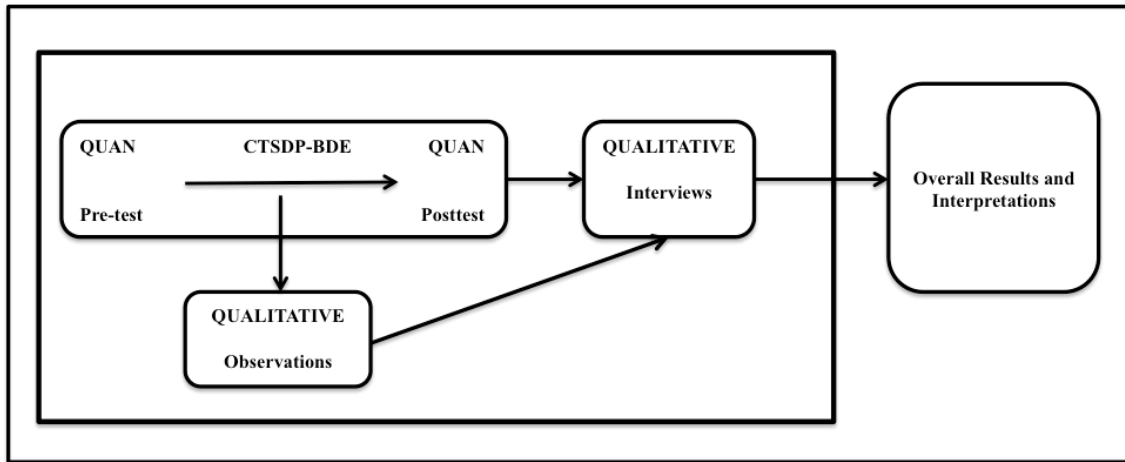 QUAN CTSDP-BDE QUAN
Pre-test Posttest
QUALITATIVE
Interviews
Overall Results and
Interpretations
QUALITATIVE
Observations